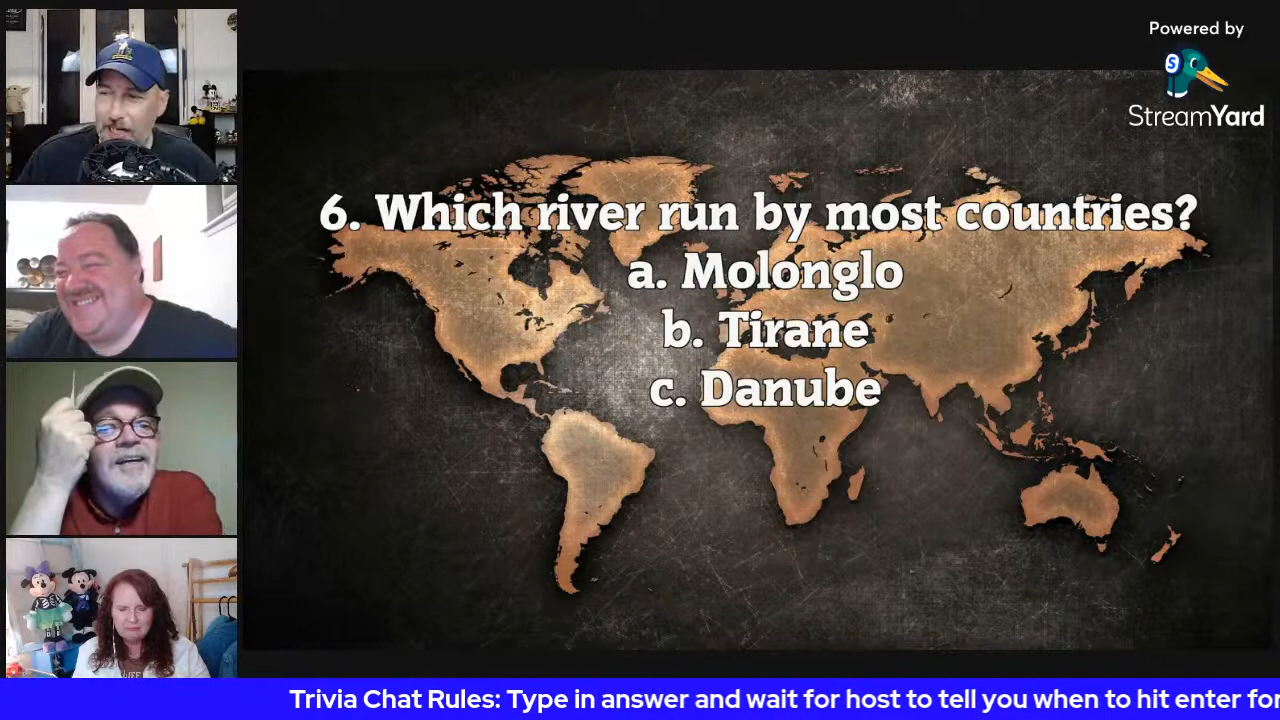 Powered by
S
StreamYard
6. Which river run by most countries?
a. Molonglo
b. Tirane
c. Danube
Trivia Chat Rules: Type in answer and wait for host to tell you when to hit enter for